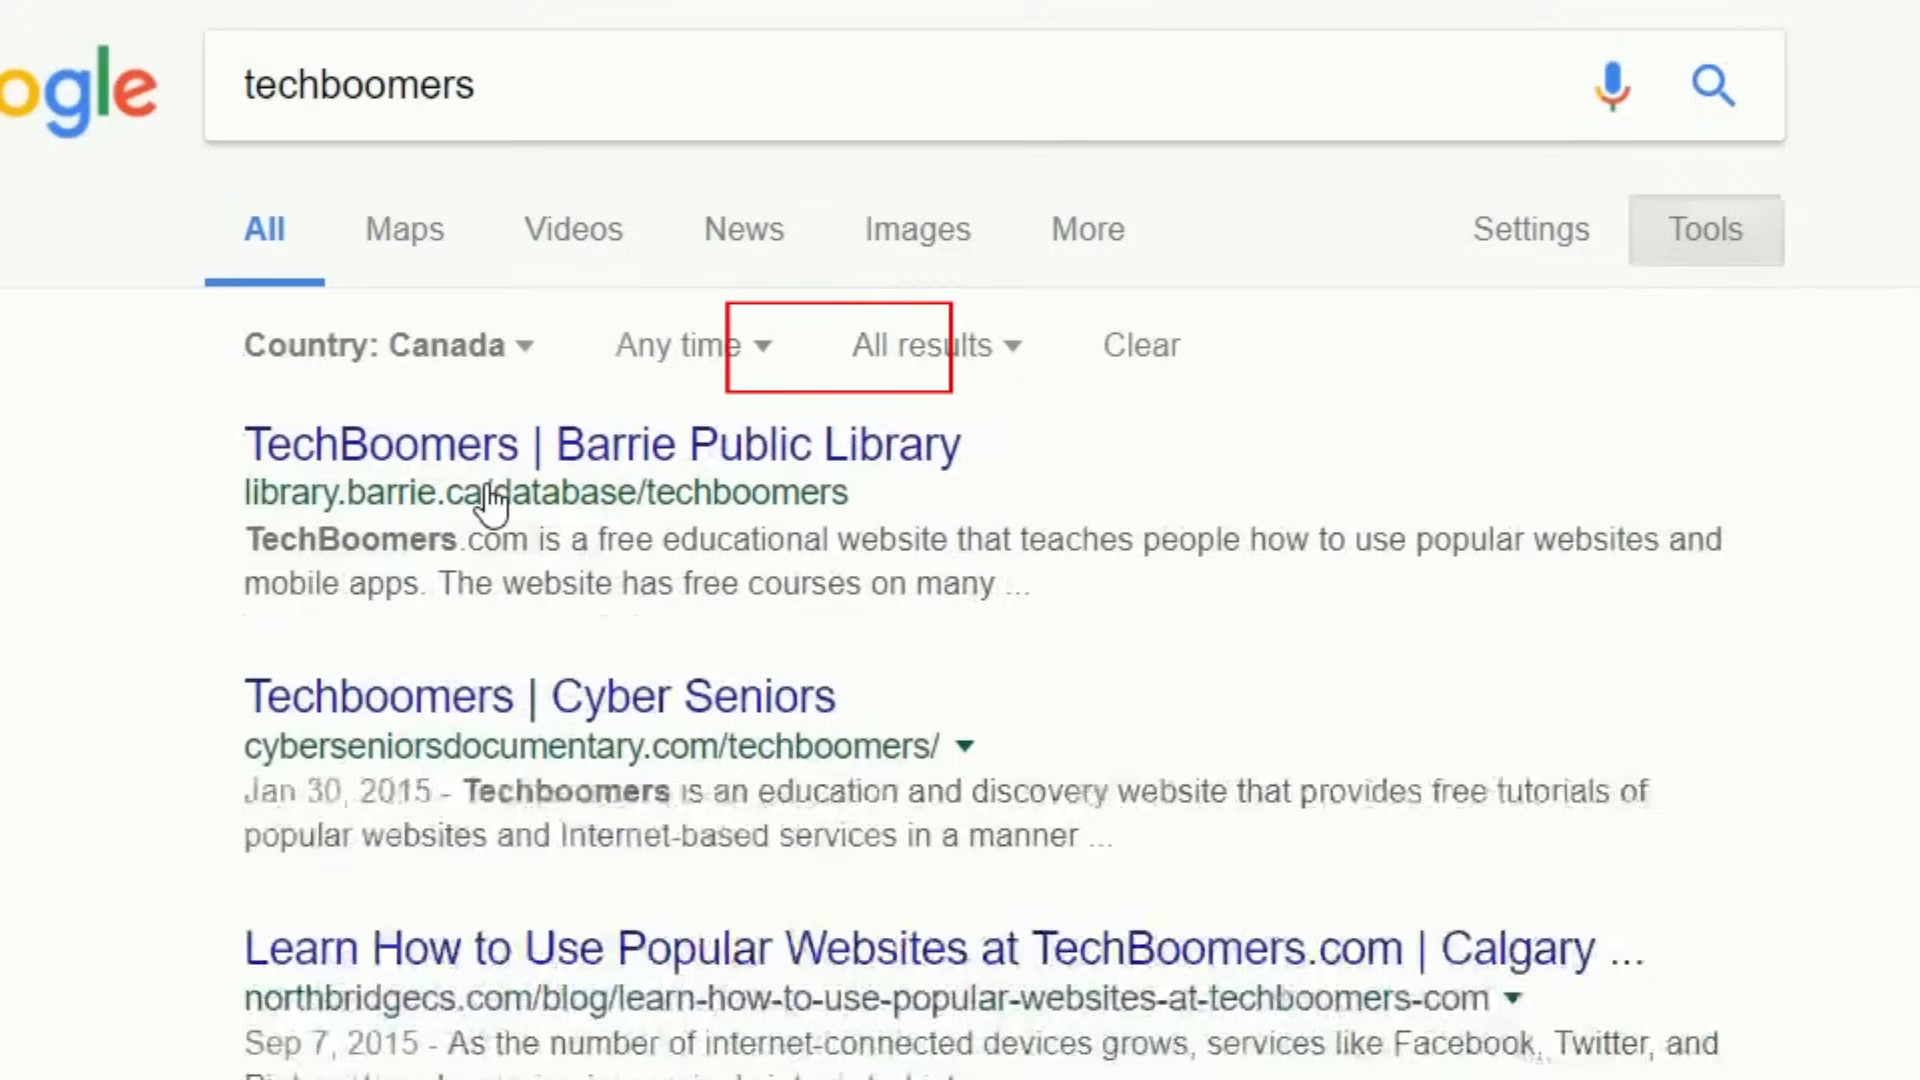 ogle
techboomers
All Maps Videos News Images More Settings Tools
Country: Canada Any time All results Clear
TechBoomers | Barrie Public Library
library.barrie.ca/database/techboomers
TechBoomers.com is a free educational website that teaches people how to use popular websites and
mobile apps. The website has free courses on many ...
Techboomers | Cyber Seniors
cyberseniorsdocumentary.com/techboomers/
Jan 30, 2015 - Techboomers is an education and discovery website that provides free tutorials of
popular websites and Internet-based services in a manner ...
Learn How to Use Popular Websites at TechBoomers.com | Calgary ...
northbridgecs.com/blog/learn-how-to-use-popular-websites-at-techboomers-com
Sep 7, 2015 - As the number of internet-connected devices grows, services like Facebook, Twitter, and